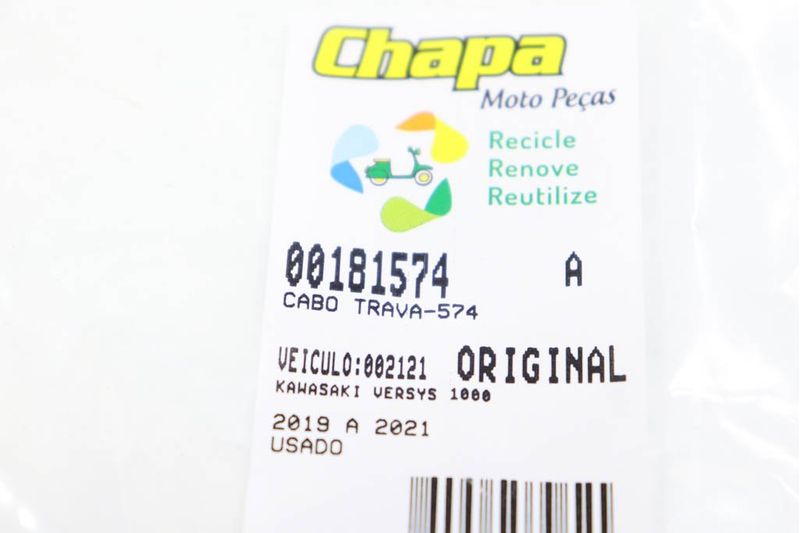 Chapa
Moto Peças
Recicle
Renove
Reutilize
00181574 A
CABO TRAVA-574
VEICULO:002121 ORIGINAL
KAWASAKI VERSYS 1000
2019 A 2021
USADO